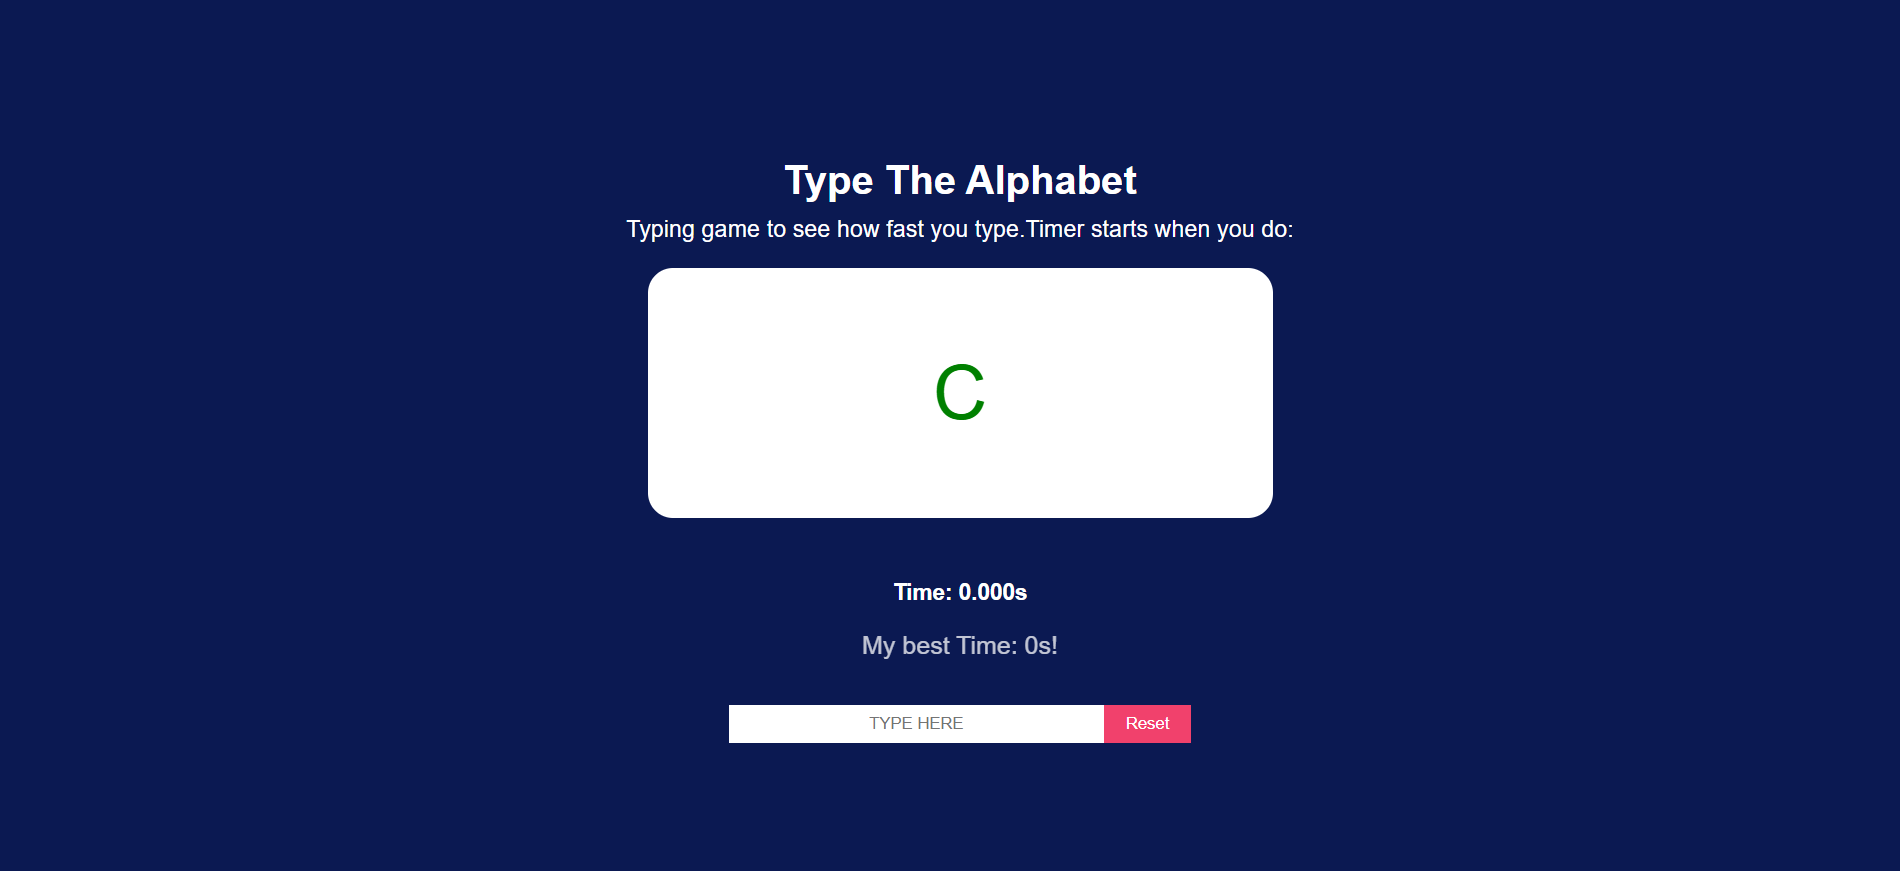 Type The Alphabet
Typing game to see how fast you type.Timer starts when you do:
C
Time: 0.000s
My best Time: 0s!
TYPE HERE
Reset